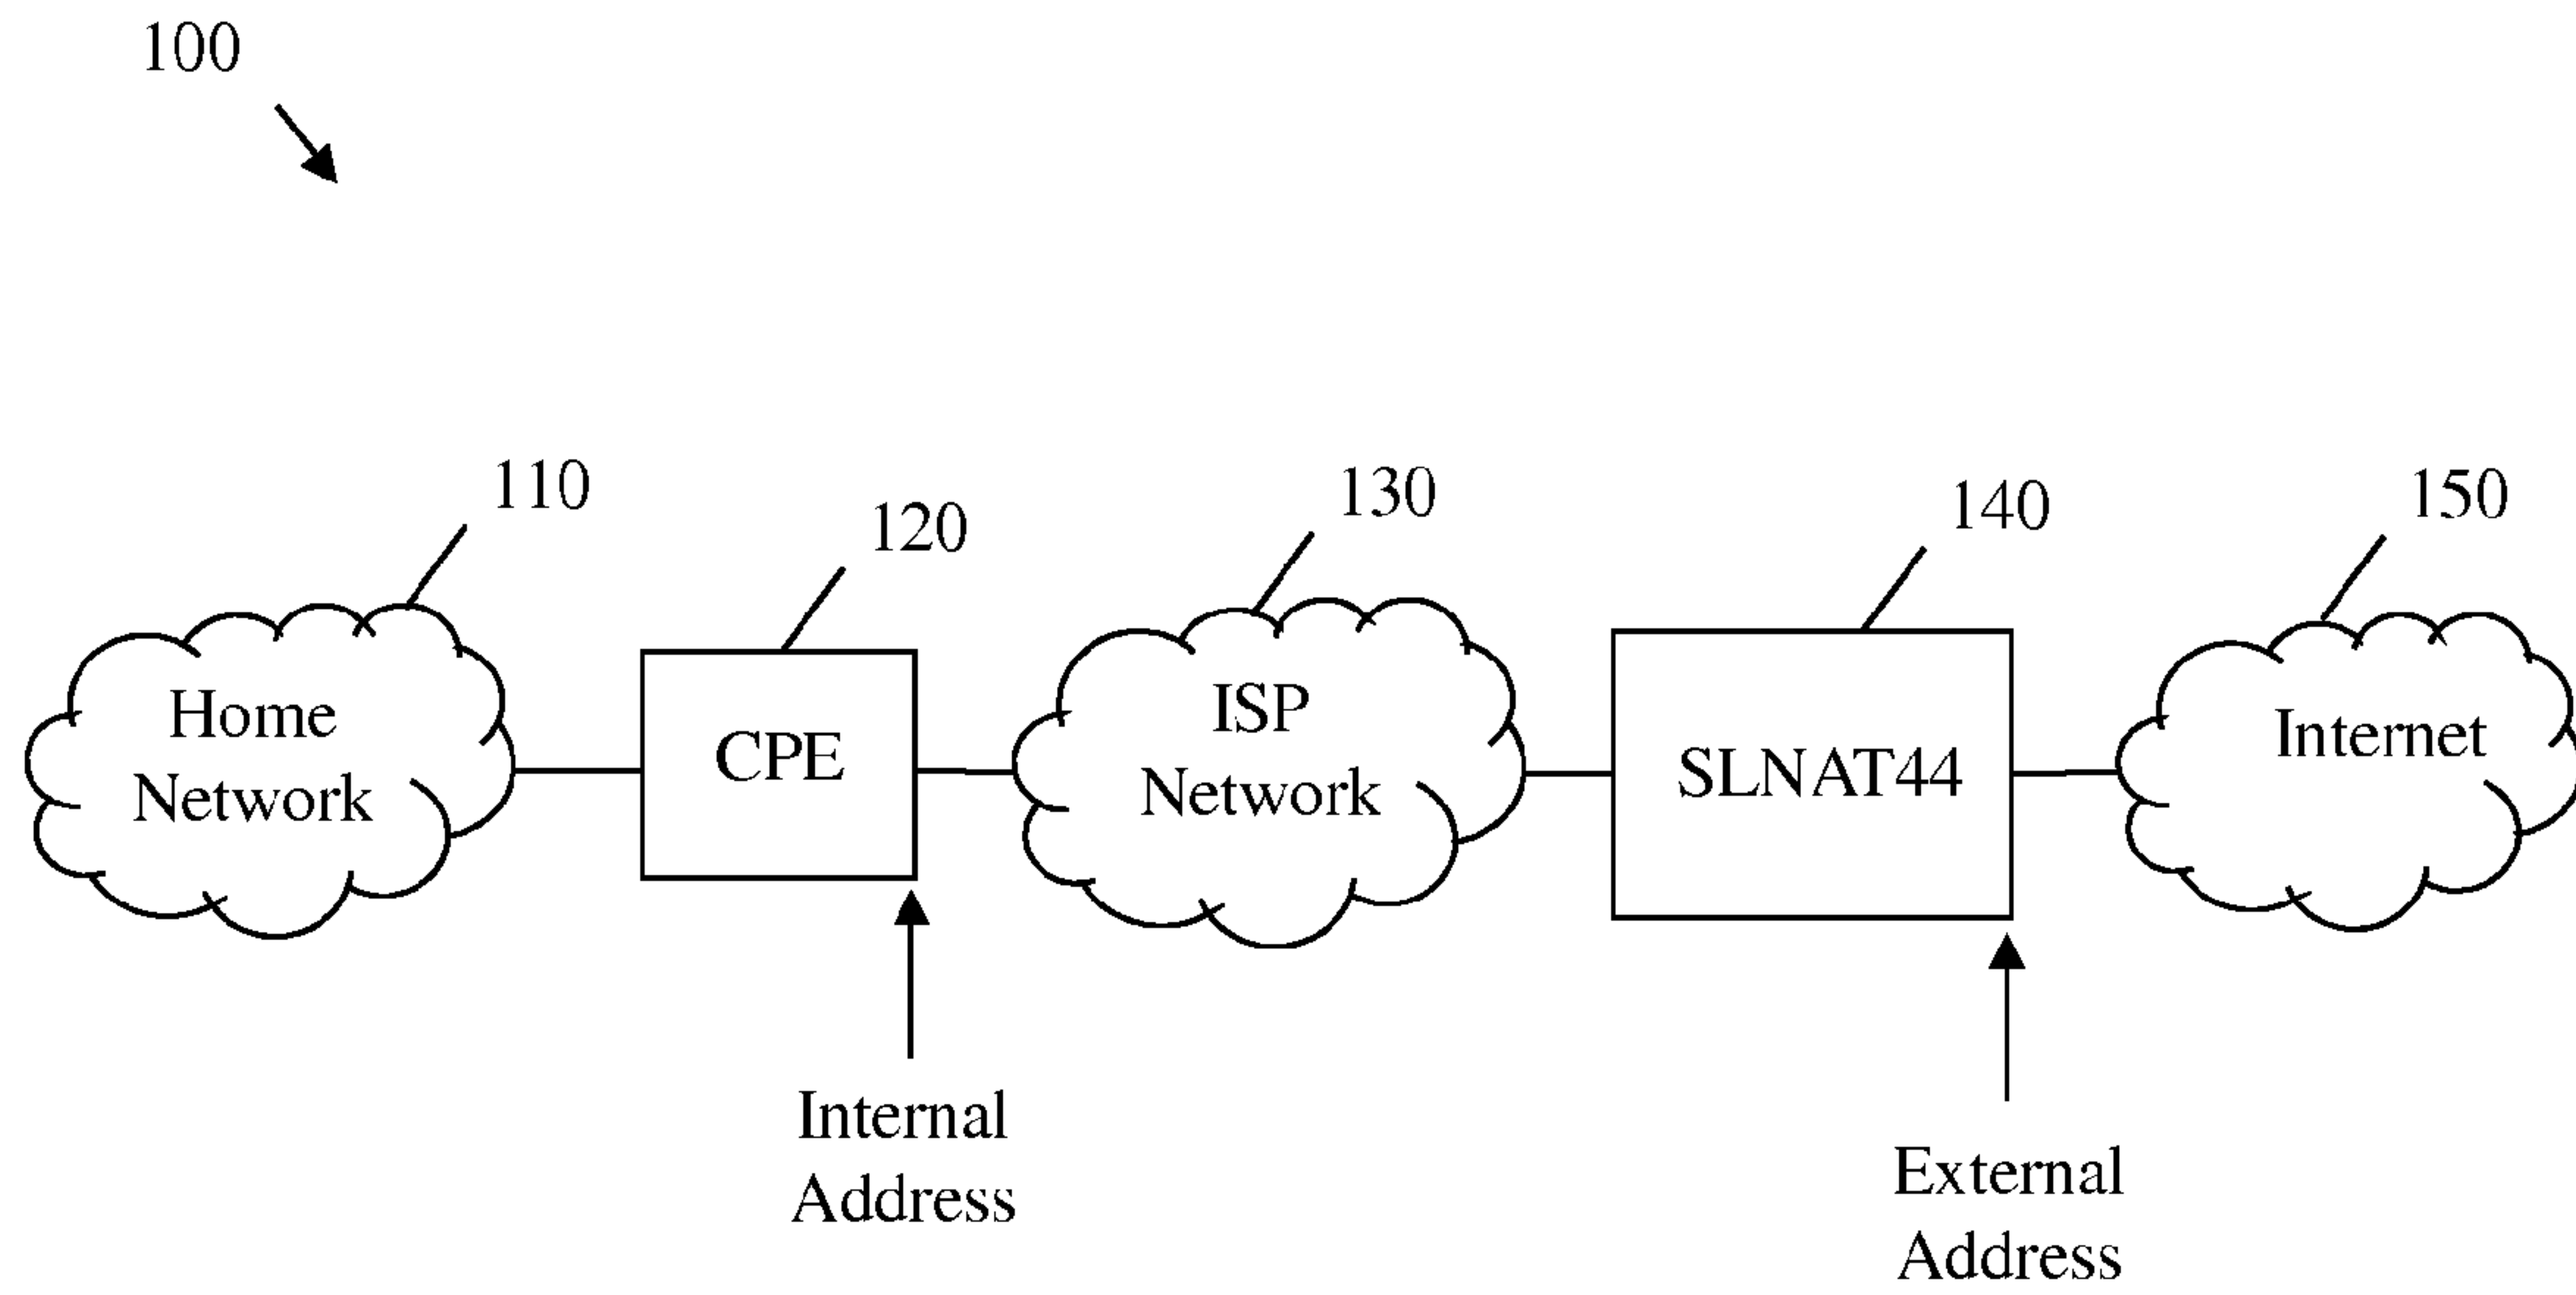 100
110
120
130
140
150
Home
Network
CPE
ISP
Network
SLNAT44
Internet
Internal
Address
External
Address